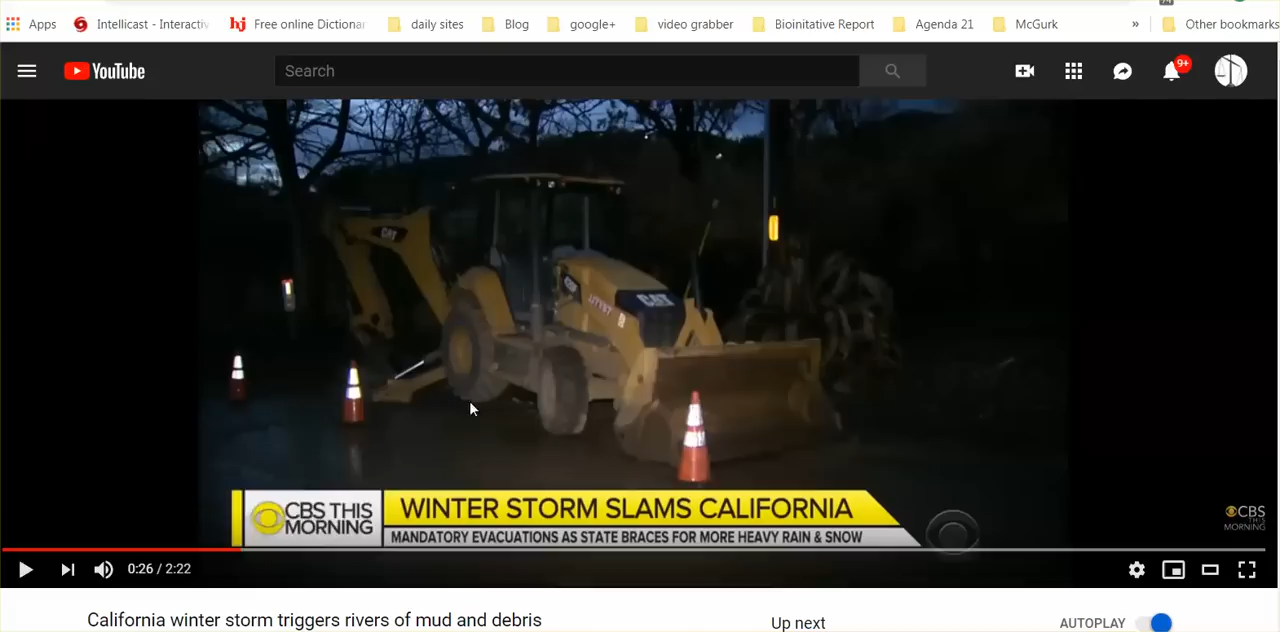 Apps Intellicast - Interactiv hj Free online Dictionar daily sites Blog google+ video grabber Bioinitative Report Agenda 21 McGurk » Other bookmarks
YouTube Search 9+
CAT
CAT
CBS THIS MORNING
WINTER STORM SLAMS CALIFORNIA
MANDATORY EVACUATIONS AS STATE BRACES FOR MORE HEAVY RAIN & SNOW
CBS
THIS
MORNING
0:26 / 2:22
California winter storm triggers rivers of mud and debris
Up next
AUTOPLAY